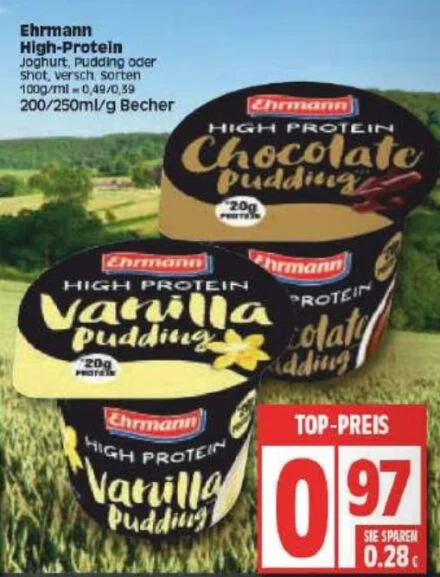 Ehrmann
High-Protein
Joghurt, Pudding oder
Shot, versch. Sorten
100g/ml = 0,49/0,39
200/250ml/g Becher
Ehrmann
HIGH PROTEIN
Chocolate
Pudding
20g
PROTEIN
Ehrmann
HIGH PROTEIN
Vanilla
Pudding
20g
PROTEIN
Ehrmann
PROTEIN
colate
dding
Ehrmann
HIGH PROTEIN
Vanilla
Pudding
TOP-PREIS
0 97
SIE SPAREN
0.28 €